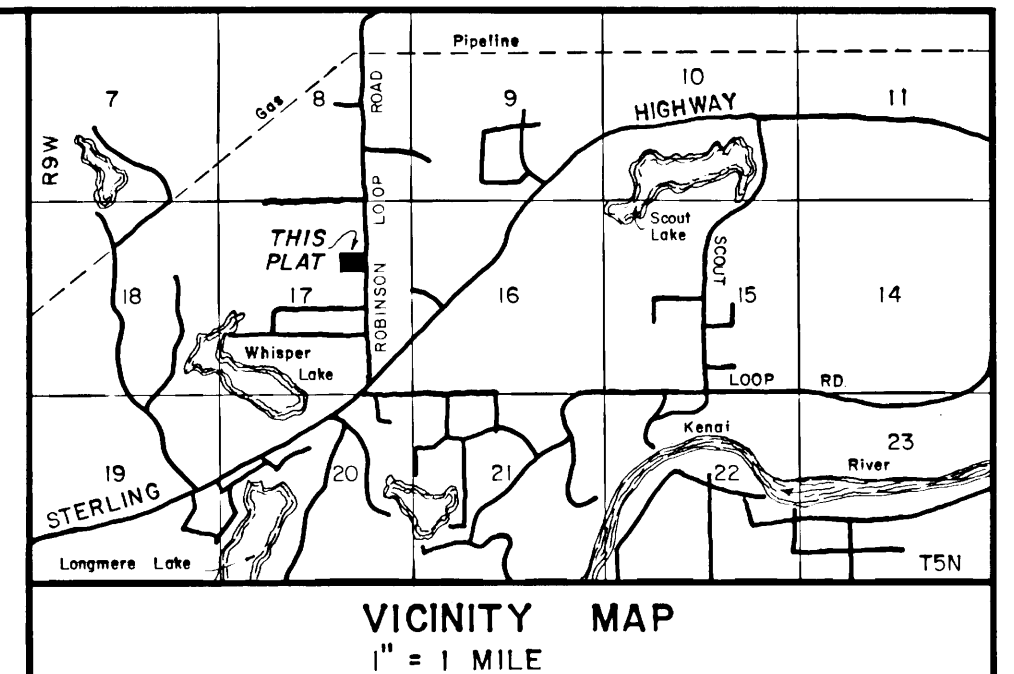 Pipeline
Gas
7
8
ROAD
9
10
HIGHWAY
11
R9W
LOOP
Scout
Lake
THIS
PLAT
SCOUT
18
17
ROBINSON
16
15
14
Whisper
Lake
LOOP RD.
Kenai
23
River
19
20
21
22
STERLING
Longmere Lake
T5N
VICINITY MAP
1" = 1 MILE